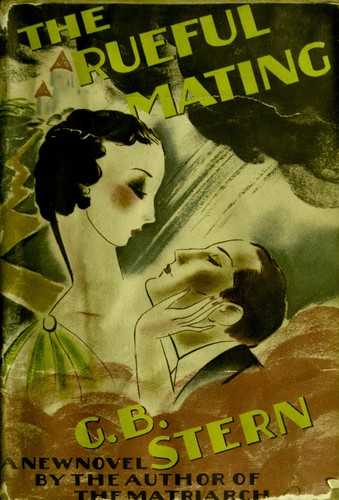 THE
RUEFUL
MATING
G.B.
STERN
A NEW NOVEL
BY THE AUTHOR OF
THE MATRIARCH